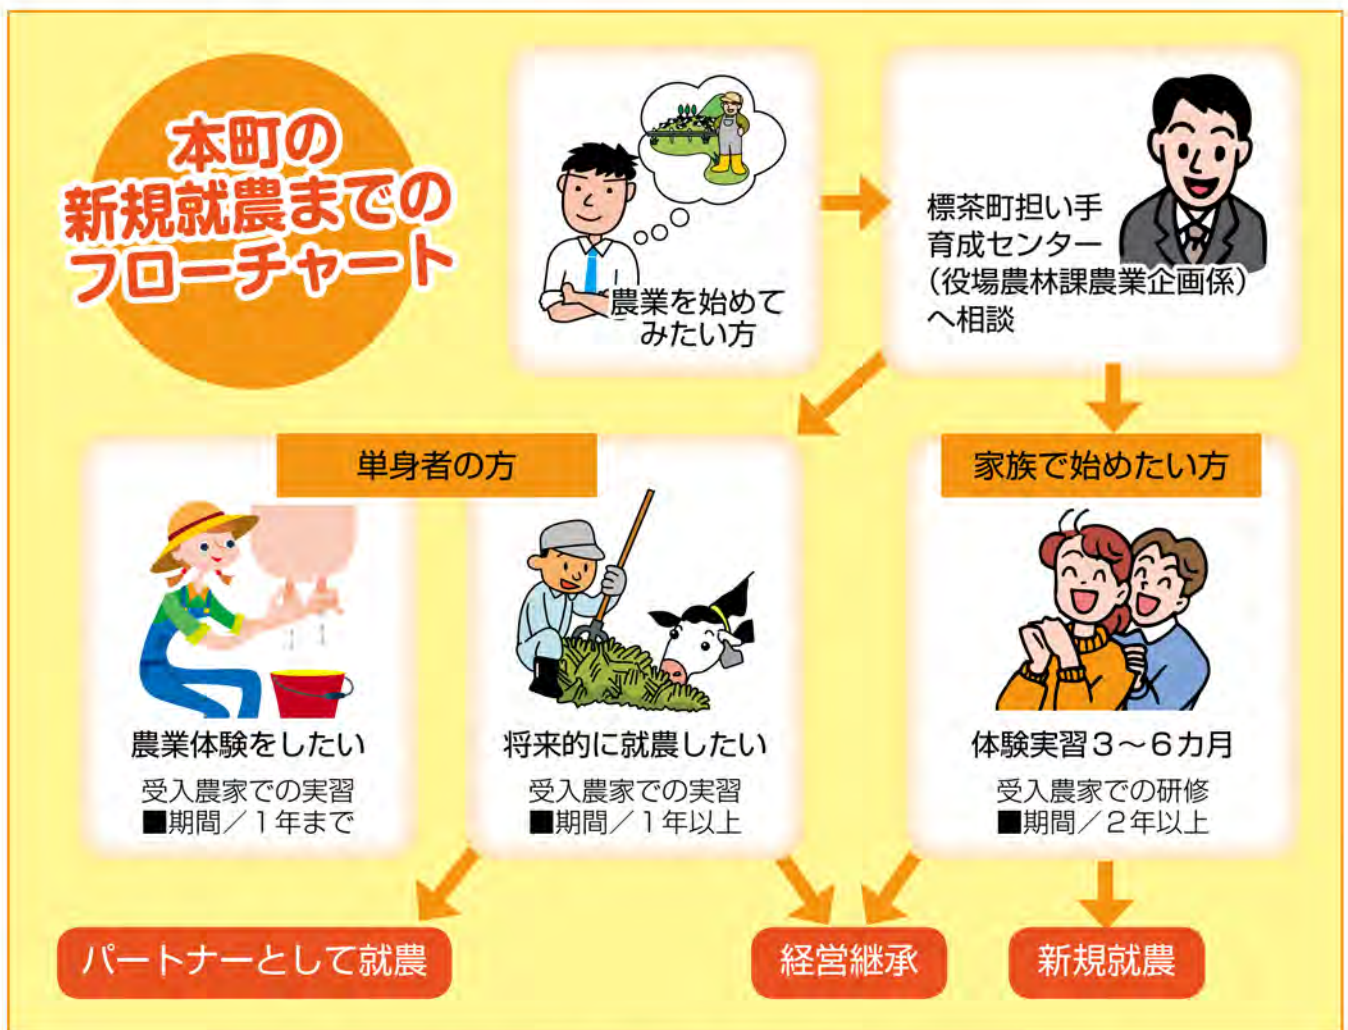 本町の
新規就農までの
フローチャート
農業を始めて
みたい方
標茶町担い手
育成センター
(役場農林課農業企画係)
へ相談
単身者の方
農業体験をしたい
受入農家での実習
■期間/1年まで
将来的に就農したい
受入農家での実習
■期間/1年以上
家族で始めたい方
体験実習3〜6カ月
受入農家での研修
■期間/2年以上
パートナーとして就農
経営継承
新規就農